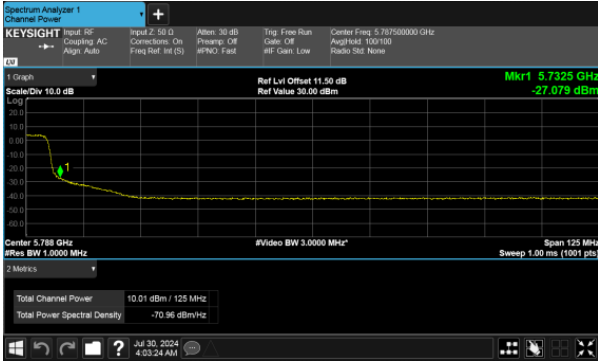 Spectrum Analyzer 1
Channel Power
+
KEYSIGHT
Input: RF
Coupling: AC
Align: Auto
Input Z: 50 Ω
Corrections: On
Freq Ref: Int (S)
Atten: 30 dB
Preamp: Off
#PNO: Fast
Trig: Free Run
Gate: Off
#IF Gain: Low
Center Freq: 5.787500000 GHz
Avg|Hold: 100/100
Radio Std: None
LXI
1 Graph
Scale/Div 10.0 dB
Ref Lvl Offset 11.50 dB
Ref Value 30.00 dBm
Mkr1 5.7325 GHz
-27.079 dBm
Log
20.0
10.0
0.00
-10.0
-20.0
-30.0
-40.0
-50.0
-60.0
1
Center 5.788 GHz
#Res BW 1.0000 MHz
#Video BW 3.0000 MHz*
Span 125 MHz
Sweep 1.00 ms (1001 pts)
2 Metrics
Total Channel Power 10.01 dBm / 125 MHz
Total Power Spectral Density -70.96 dBm/Hz
?
Jul 30, 2024
4:03:24 AM